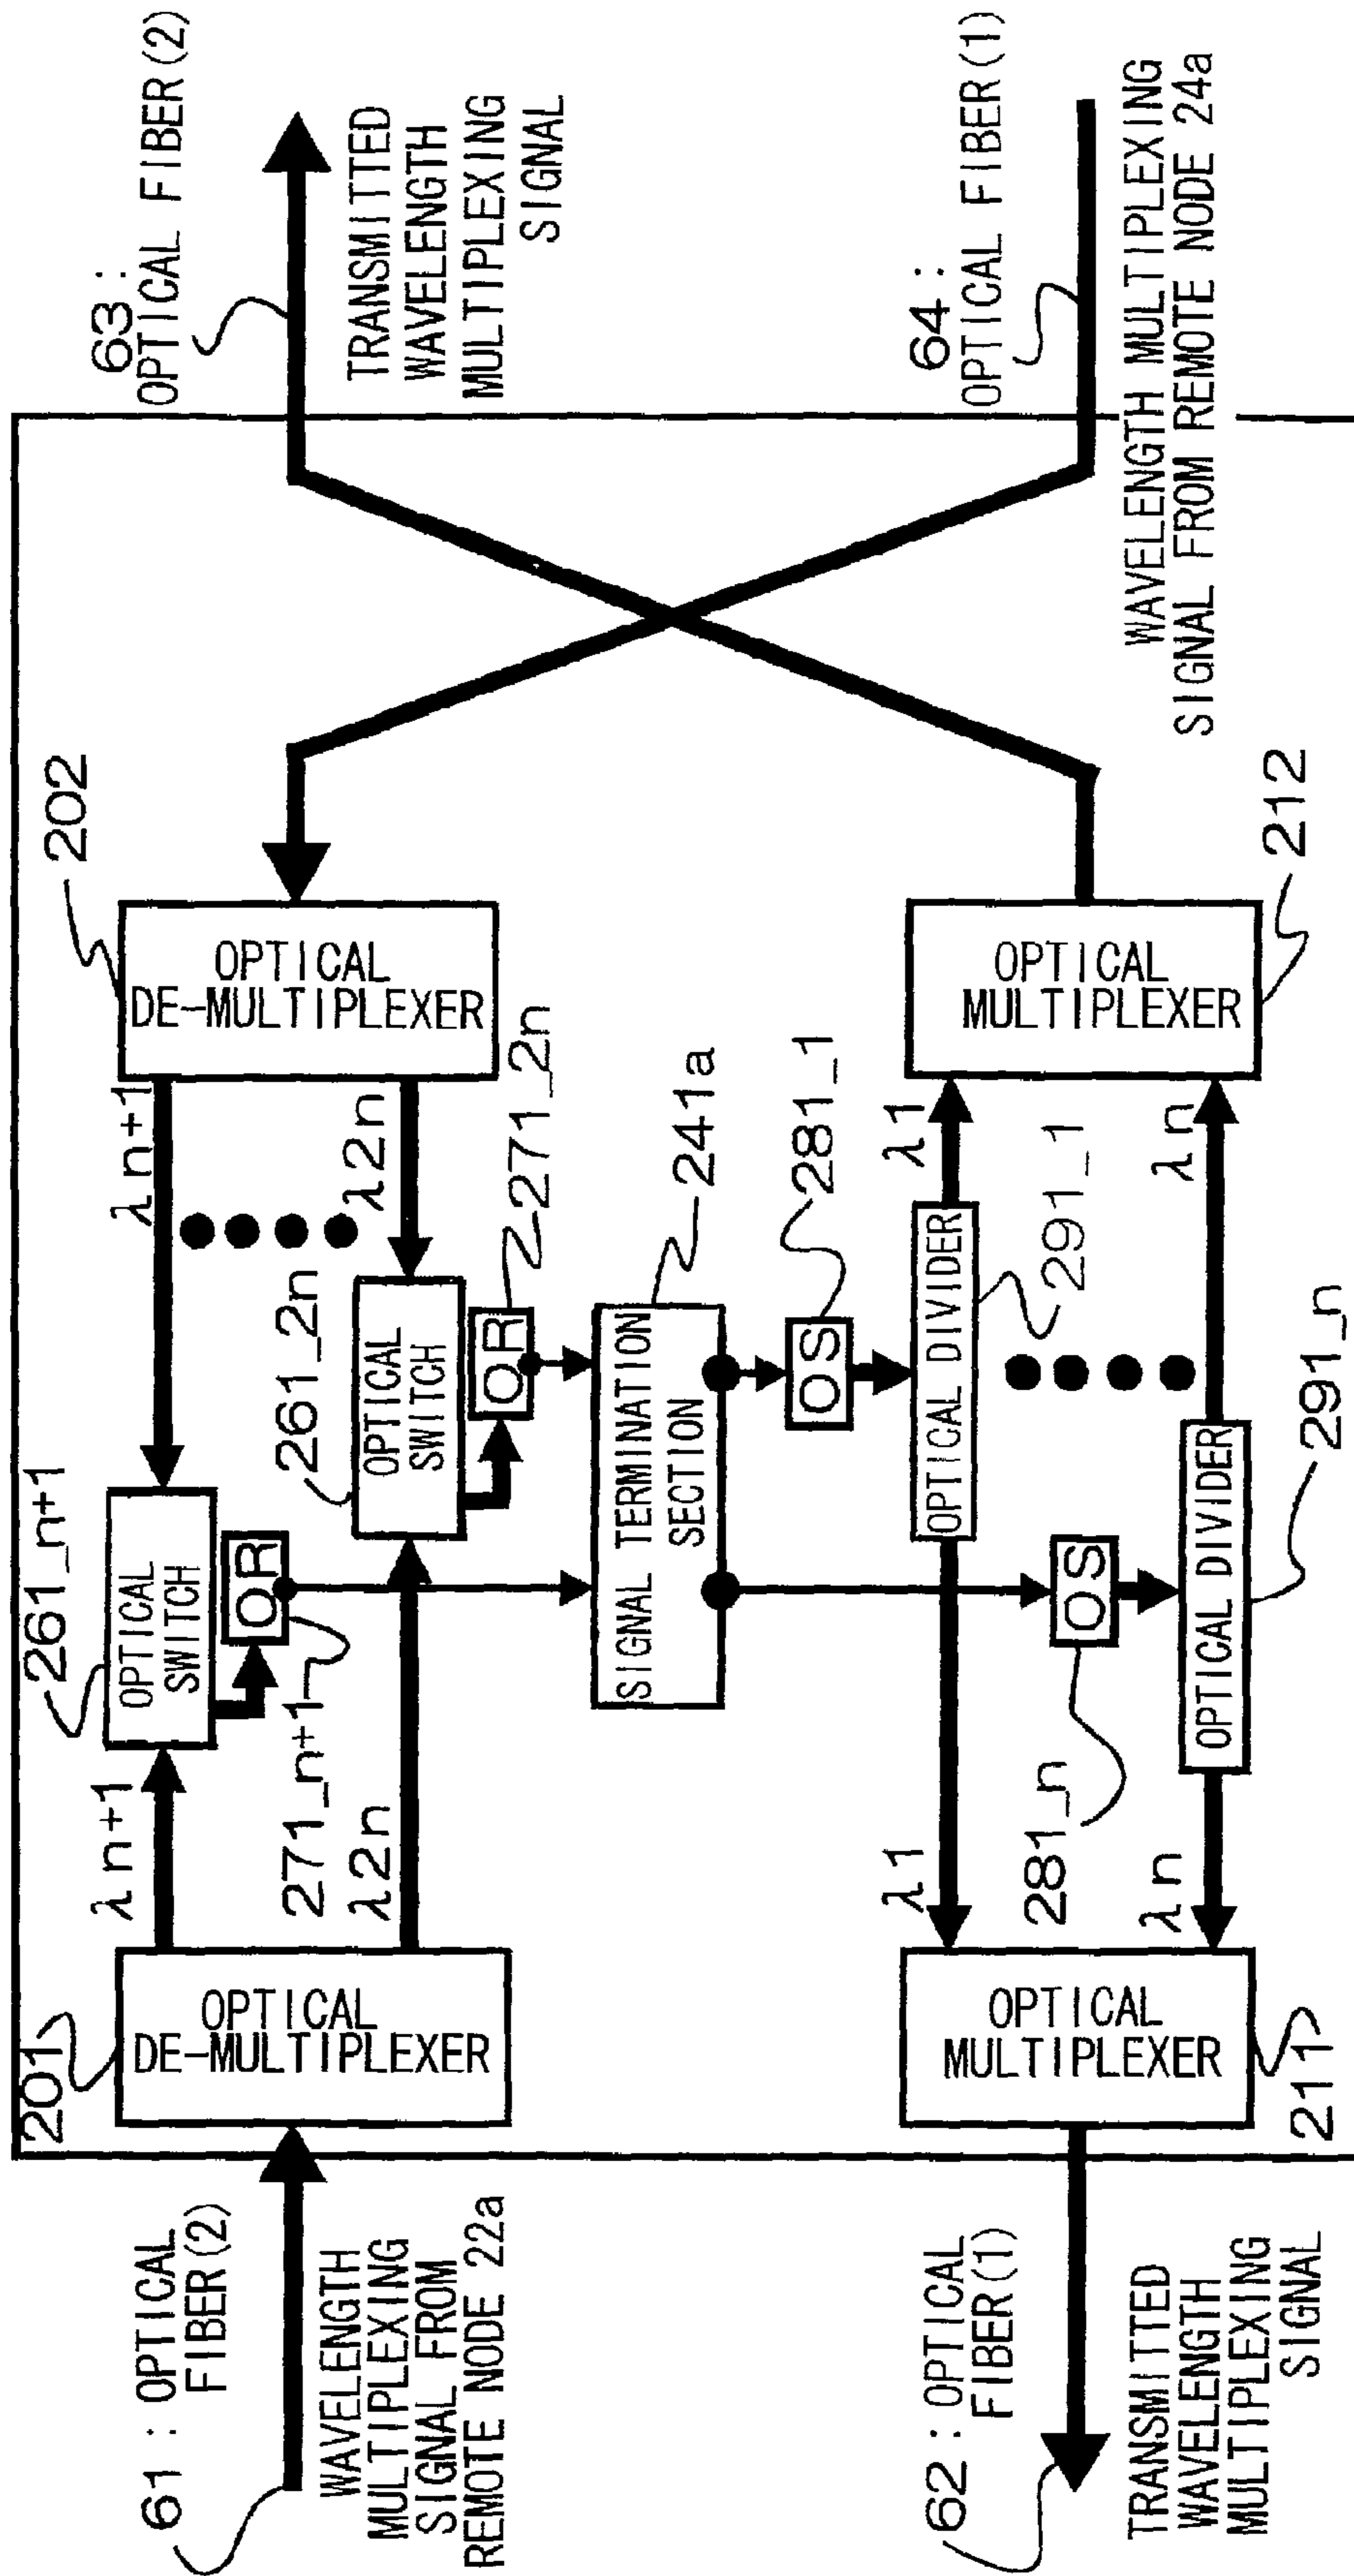 61 : OPTICAL
FIBER(2)
WAVELENGTH
MULTIPLEXING
SIGNAL FROM
REMOTE NODE 22a
62 : OPTICAL
FIBER(1)
TRANSMITTED
WAVELENGTH
MULTIPLEXING
SIGNAL
201
OPTICAL
DE-MULTIPLEXER
OPTICAL
MULTIPLEXER
211
λn+1
261_n+1
OPTICAL
SWITCH
OR
271_n+1
λ2n
261_2n
OPTICAL
SWITCH
OR
271_2n
λn+1
λ2n
202
OPTICAL
DE-MULTIPLEXER
SIGNAL TERMINATION
SECTION
241a
OS
281_1
OS
281_n
λ1
OPTICAL DIVIDER
291_1
λ1
λn
OPTICAL DIVIDER
291_n
λn
OPTICAL
MULTIPLEXER
212
63 :
OPTICAL FIBER(2)
TRANSMITTED
WAVELENGTH
MULTIPLEXING
SIGNAL
64 :
OPTICAL FIBER(1)
WAVELENGTH MULTIPLEXING
SIGNAL FROM REMOTE NODE 24a